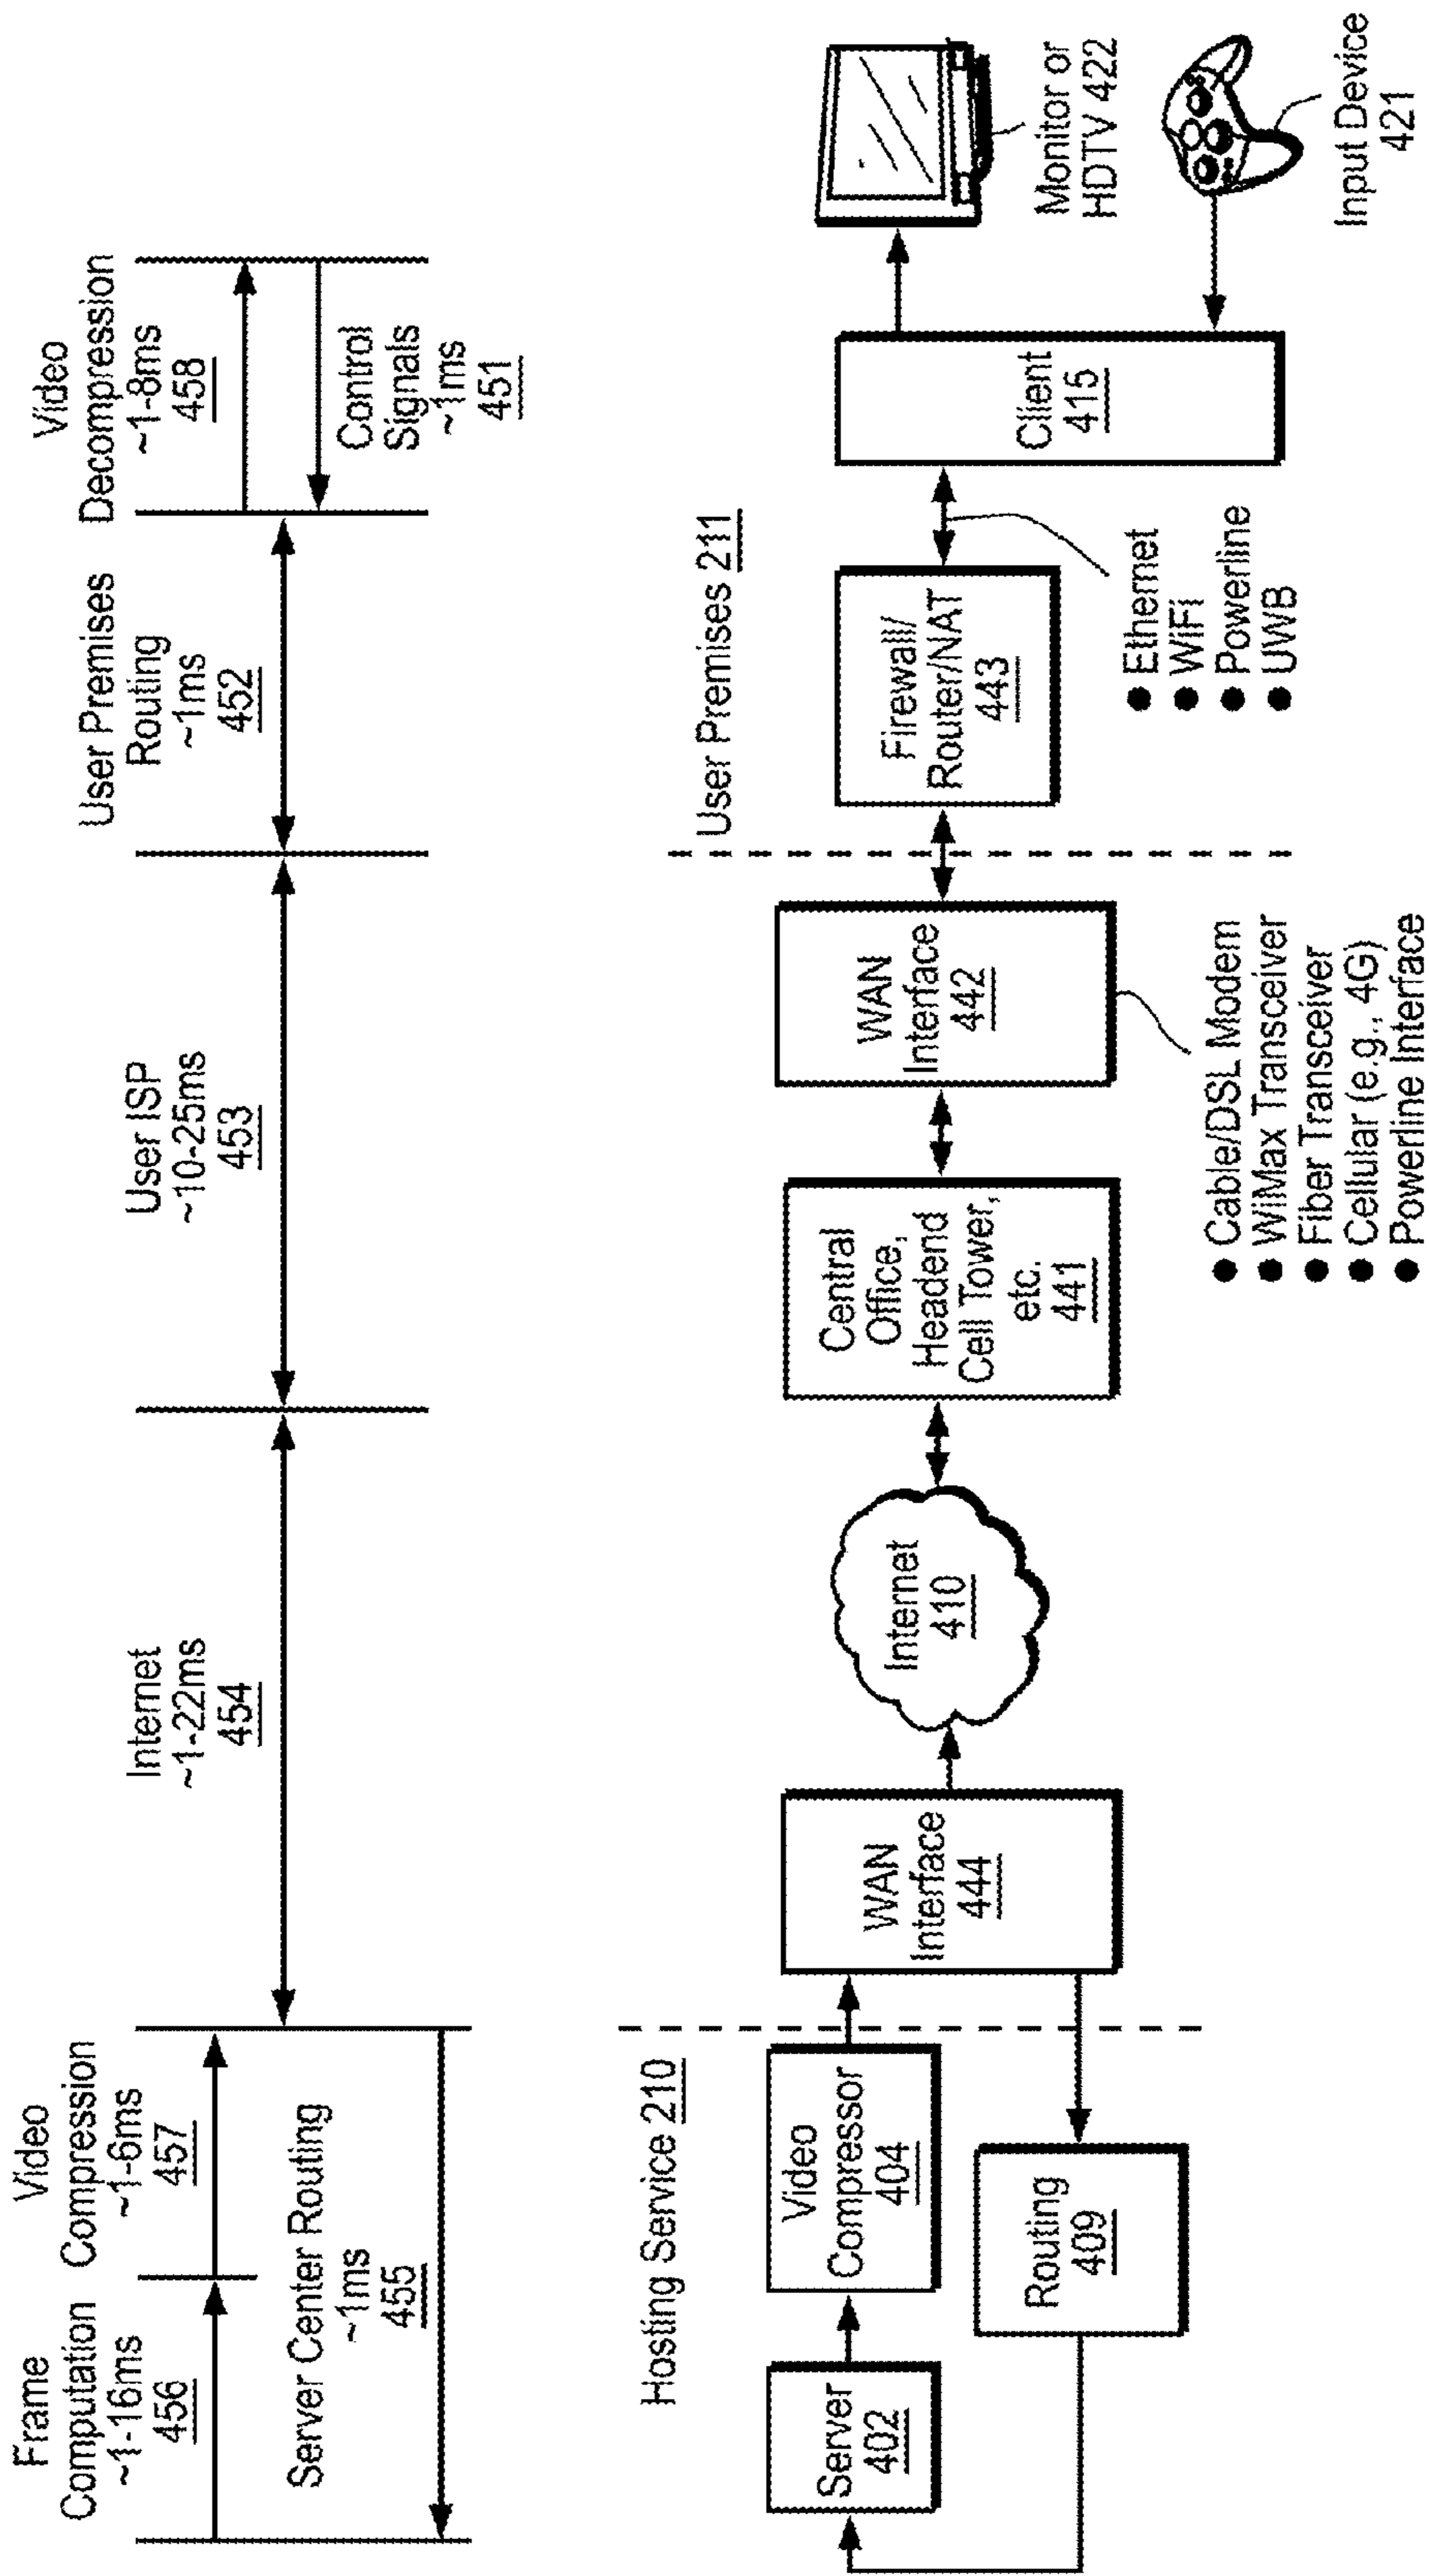 Frame
Computation
~1-16ms
456
Video
Compression
~1-6ms
457
Server Center Routing
~1ms
455
Internet
~1-22ms
454
User ISP
~10-25ms
453
User Premises
Routing
~1ms
452
Video
Decompression
~1-8ms
458
Control
Signals
~1ms
451
Hosting Service 210
Server
402
Video
Compressor
404
Routing
409
WAN
Interface
444
Internet
410
Central
Office,
Headend
Cell Tower,
etc.
441
WAN
Interface
442
● Cable/DSL Modem
● WiMax Transceiver
● Fiber Transceiver
● Cellular (e.g., 4G)
● Powerline Interface
User Premises 211
Firewall/
Router/NAT
443
● Ethernet
● WiFi
● Powerline
● UWB
Client
415
Monitor or
HDTV 422
Input Device
421